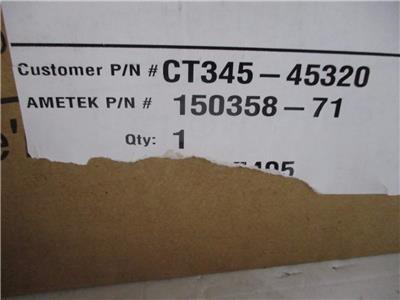 Customer P/N # CT345-45320
AMETEK P/N # 150358-71
Qty: 1